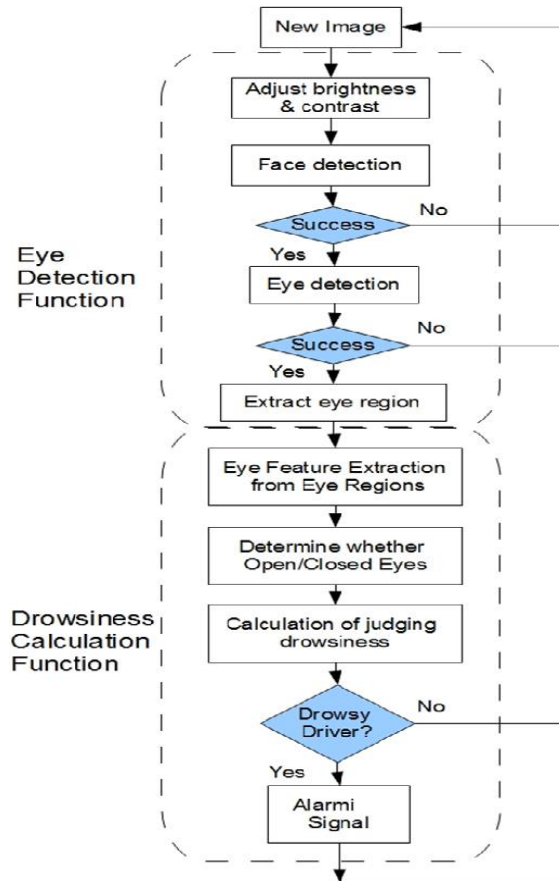 New Image
Adjust brightness
& contrast
Face detection
Success
No
Yes
Eye
Detection
Function
Eye detection
Success
No
Yes
Extract eye region
Eye Feature Extraction
from Eye Regions
Determine whether
Open/Closed Eyes
Drowsiness
Calculation
Function
Calculation of judging
drowsiness
Drowsy
Driver?
No
Yes
Alarmi
Signal